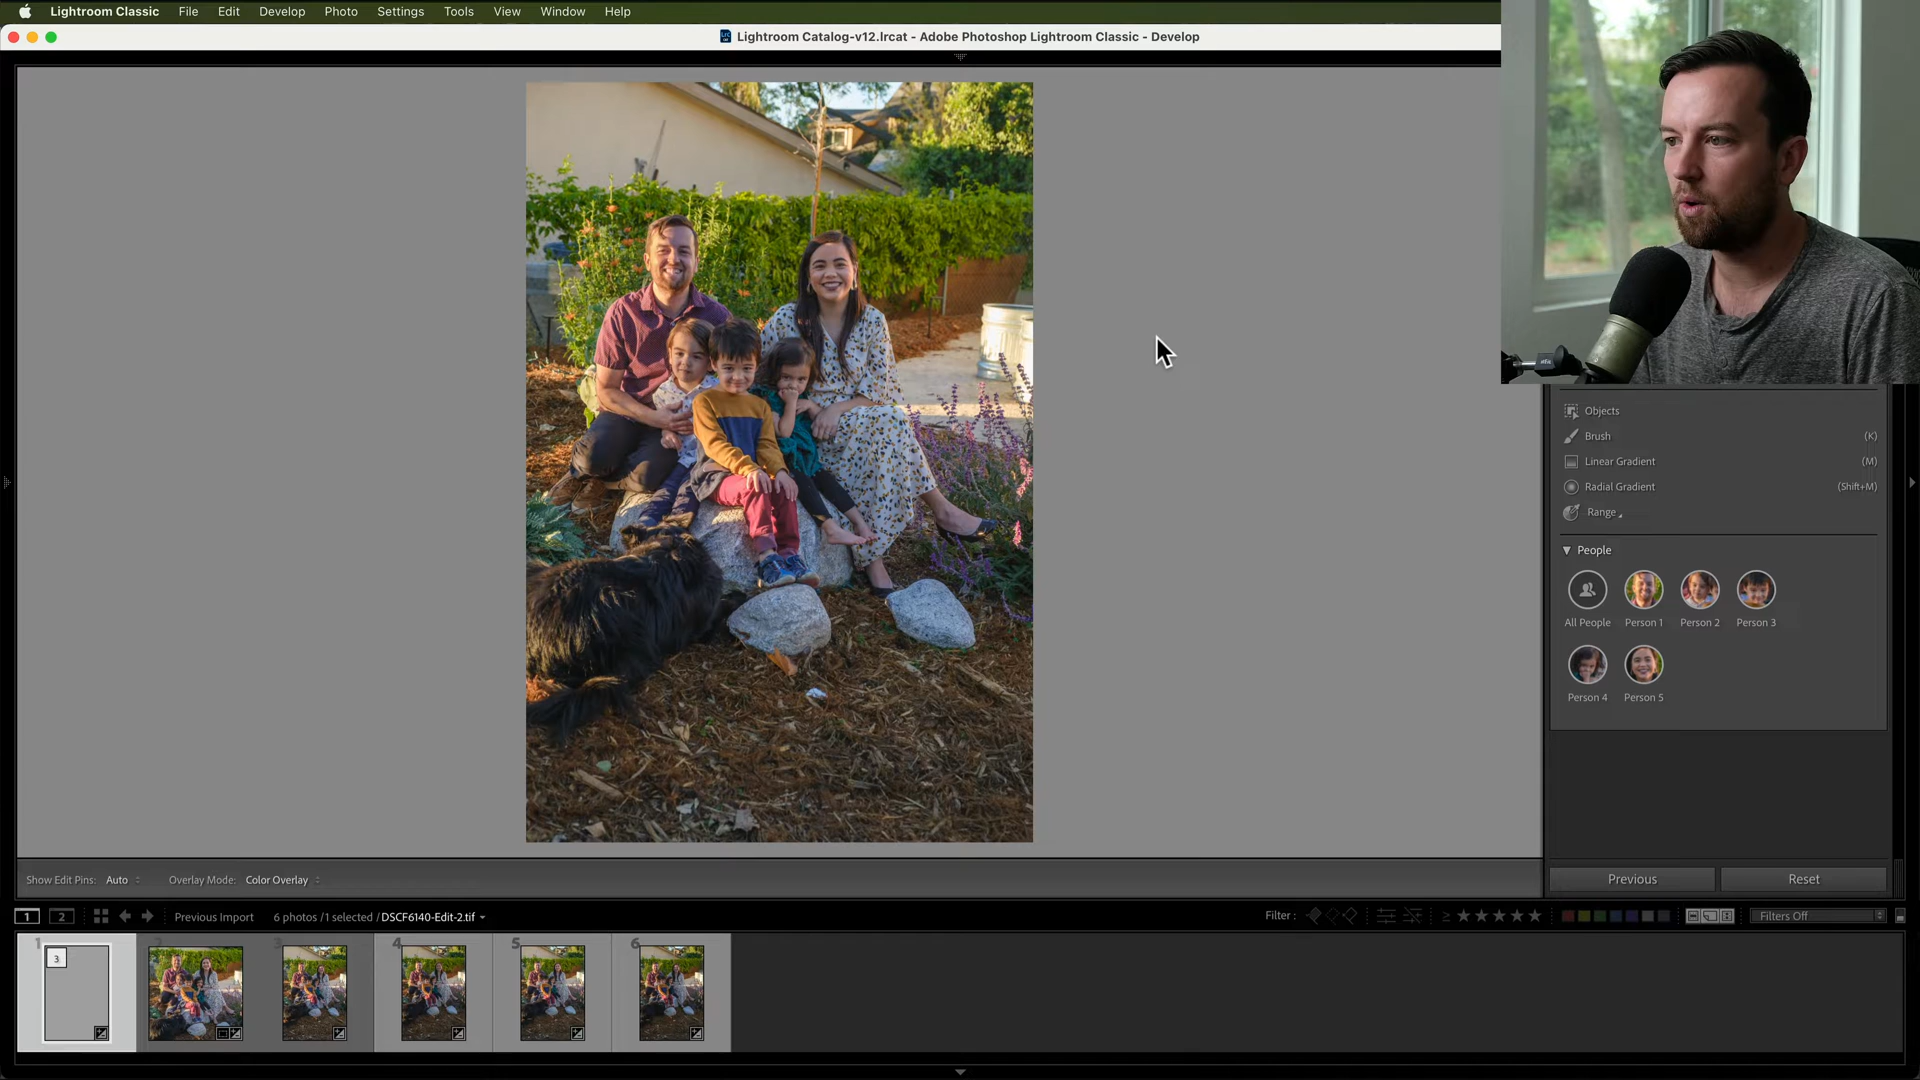 Lightroom Classic File Edit Develop Photo Settings Tools View Window Help
Lightroom Catalog-v12.lrcat - Adobe Photoshop Lightroom Classic - Develop
Objects
Brush (K)
Linear Gradient (M)
Radial Gradient (Shift+M)
Range
People
All People Person 1 Person 2 Person 3
Person 4 Person 5
Show Edit Pins: Auto Overlay Mode: Color Overlay
Previous Reset
1 2 Previous Import 6 photos / 1 selected / DSCF6140-Edit-2.tif Filter: ≥ Filters Off
1 2 3 4 5 6
3